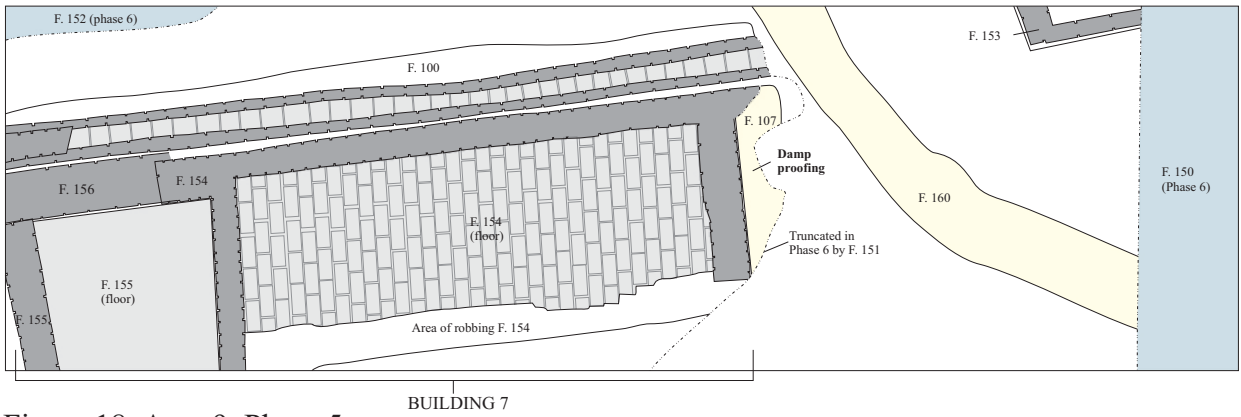 F. 152 (phase 6)
F. 153
F. 100
F. 107
Damp
proofing
F. 150
(Phase 6)
F. 156
F. 154
F. 160
F. 154
(floor)
Truncated in
Phase 6 by F. 151
F. 155
(floor)
F. 155
Area of robbing F. 154
BUILDING 7